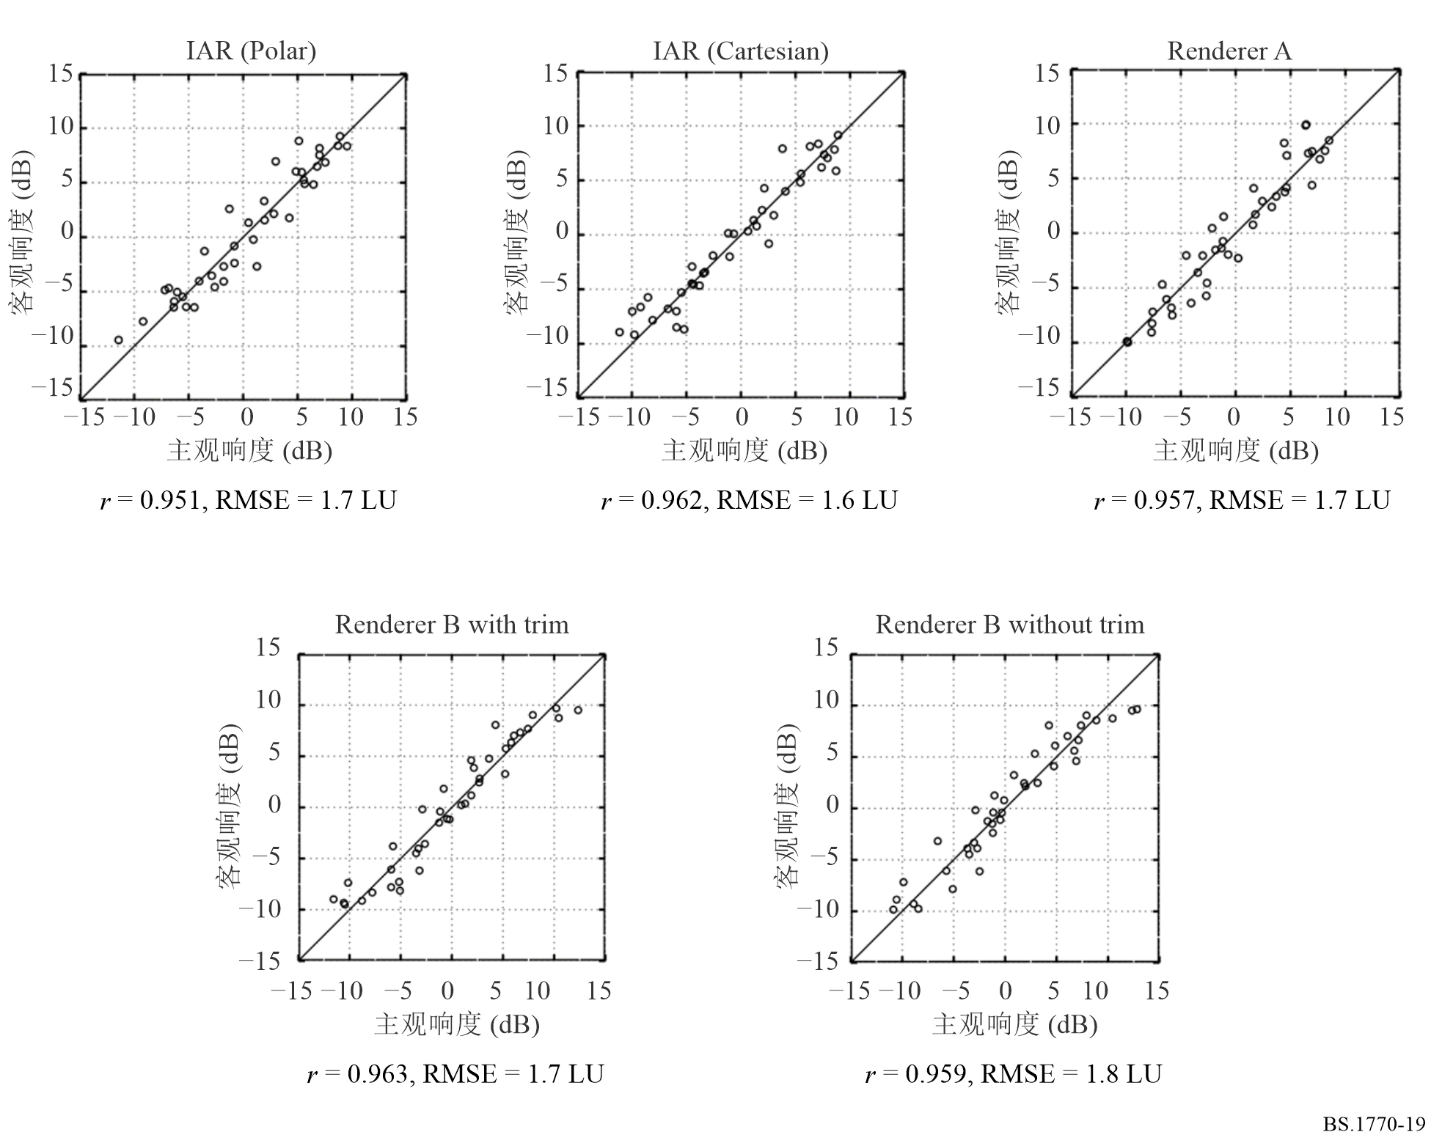 IAR (Polar)
15
10
5
0
−5
−10
−15
−15 −10 −5 0 5 10 15
客观响度 (dB)
主观响度 (dB)
r = 0.951, RMSE = 1.7 LU
IAR (Cartesian)
15
10
5
0
−5
−10
−15
−15 −10 −5 0 5 10 15
客观响度 (dB)
主观响度 (dB)
r = 0.962, RMSE = 1.6 LU
Renderer A
15
10
5
0
−5
−10
−15
−15 −10 −5 0 5 10 15
客观响度 (dB)
主观响度 (dB)
r = 0.957, RMSE = 1.7 LU
Renderer B with trim
15
10
5
0
−5
−10
−15
−15 −10 −5 0 5 10 15
客观响度 (dB)
主观响度 (dB)
r = 0.963, RMSE = 1.7 LU
Renderer B without trim
15
10
5
0
−5
−10
−15
−15 −10 −5 0 5 10 15
客观响度 (dB)
主观响度 (dB)
r = 0.959, RMSE = 1.8 LU
BS.1770-19